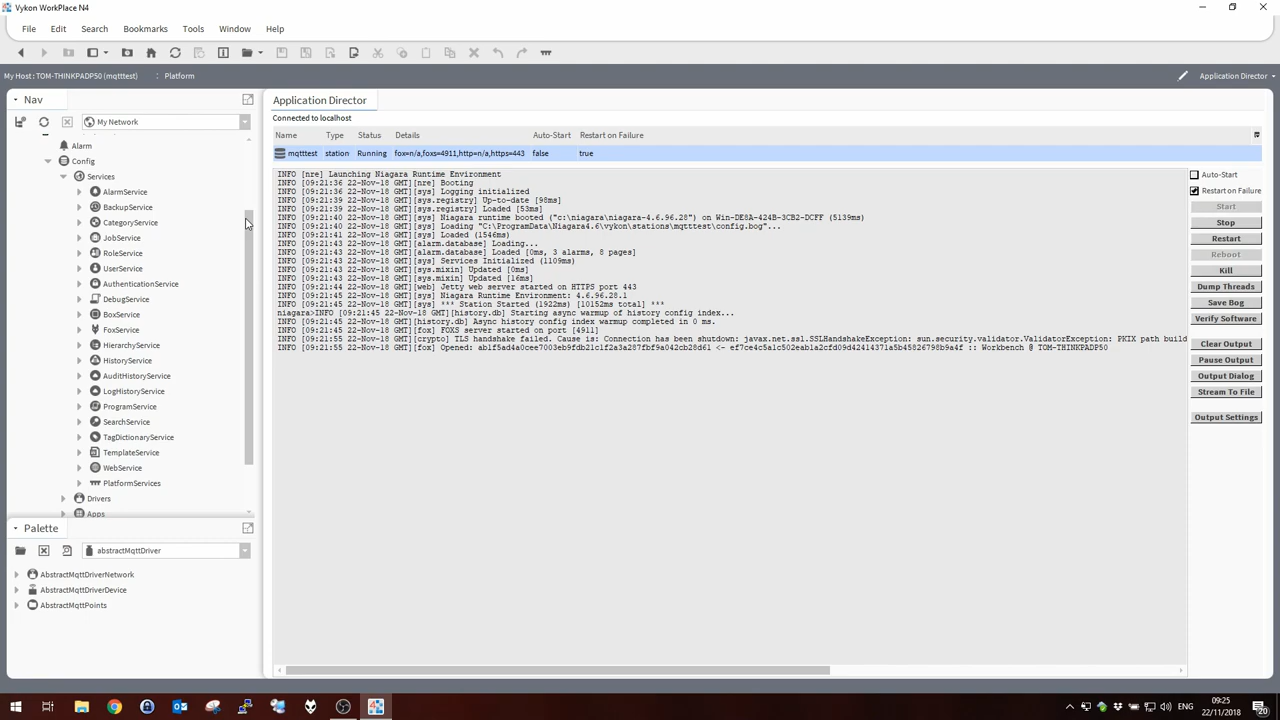 Vykon WorkPlace N4
File Edit Search Bookmarks Tools Window Help
My Host : TOM-THINKPADP50 (mqtttest) : Platform
Application Director
Nav
My Network
Alarm
Config
Services
AlarmService
BackupService
CategoryService
JobService
RoleService
UserService
AuthenticationService
DebugService
BoxService
FoxService
HierarchyService
HistoryService
AuditHistoryService
LogHistoryService
ProgramService
SearchService
TagDictionaryService
TemplateService
WebService
PlatformServices
Drivers
Apps
Palette
abstractMqttDriver
AbstractMqttDriverNetwork
AbstractMqttDriverDevice
AbstractMqttPoints
Application Director
Connected to localhost
Name Type Status Details Auto-Start Restart on Failure
mqtttest station Running fox=n/a,foxs=4911,http=n/a,https=443 false true
INFO [nre] Launching Niagara Runtime Environment
INFO [09:21:36 22-Nov-18 GMT][nre] Booting
INFO [09:21:36 22-Nov-18 GMT][sys] Logging initialized
INFO [09:21:39 22-Nov-18 GMT][sys.registry] Up-to-date [98ms]
INFO [09:21:39 22-Nov-18 GMT][sys.registry] Loaded [53ms]
INFO [09:21:40 22-Nov-18 GMT][sys] Niagara runtime booted ("c:\niagara\niagara-4.6.96.28") on Win-DE8A-424B-3CB2-DCFF (5139ms)
INFO [09:21:40 22-Nov-18 GMT][sys] Loading "C:\ProgramData\Niagara4.6\vykon\stations\mqtttest\config.bog"...
INFO [09:21:41 22-Nov-18 GMT][sys] Loaded (1546ms)
INFO [09:21:43 22-Nov-18 GMT][alarm.database] Loading...
INFO [09:21:43 22-Nov-18 GMT][alarm.database] Loaded [0ms, 3 alarms, 8 pages]
INFO [09:21:43 22-Nov-18 GMT][sys] Services Initialized (1109ms)
INFO [09:21:43 22-Nov-18 GMT][sys.mixin] Updated [0ms]
INFO [09:21:43 22-Nov-18 GMT][sys.mixin] Updated [16ms]
INFO [09:21:44 22-Nov-18 GMT][web] Jetty web server started on HTTPS port 443
INFO [09:21:45 22-Nov-18 GMT][sys] Niagara Runtime Environment: 4.6.96.28.1
INFO [09:21:45 22-Nov-18 GMT][sys] *** Station Started (1922ms) [10152ms total] ***
niagara>INFO [09:21:45 22-Nov-18 GMT][history.db] Starting async warmup of history config index...
INFO [09:21:45 22-Nov-18 GMT][history.db] Async history config index warmup completed in 0 ms.
INFO [09:21:45 22-Nov-18 GMT][fox] FOXS server started on port [4911]
INFO [09:21:55 22-Nov-18 GMT][crypto] TLS handshake failed. Cause is: Connection has been shutdown: javax.net.ssl.SSLHandshakeException: sun.security.validator.ValidatorException: PKIX path build
INFO [09:21:55 22-Nov-18 GMT][fox] Opened: <- :: Workbench @ TOM-THINKPADP50
Auto-Start
Restart on Failure
Start
Stop
Restart
Reboot
Kill
Dump Threads
Save Bog
Verify Software
Clear Output
Pause Output
Output Dialog
Stream To File
Output Settings
ENG
09:25
22/11/2018
20